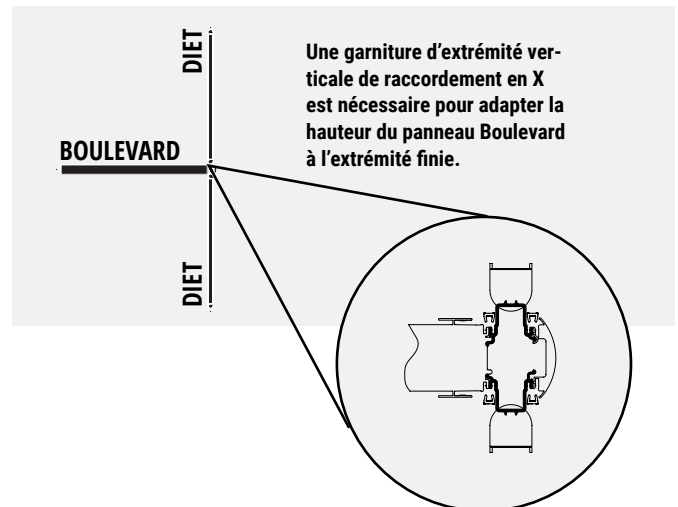 DIET
Une garniture d’extrémité ver-
ticale de raccordement en X
est nécessaire pour adapter la
hauteur du panneau Boulevard
à l’extrémité finie.
BOULEVARD
DIET